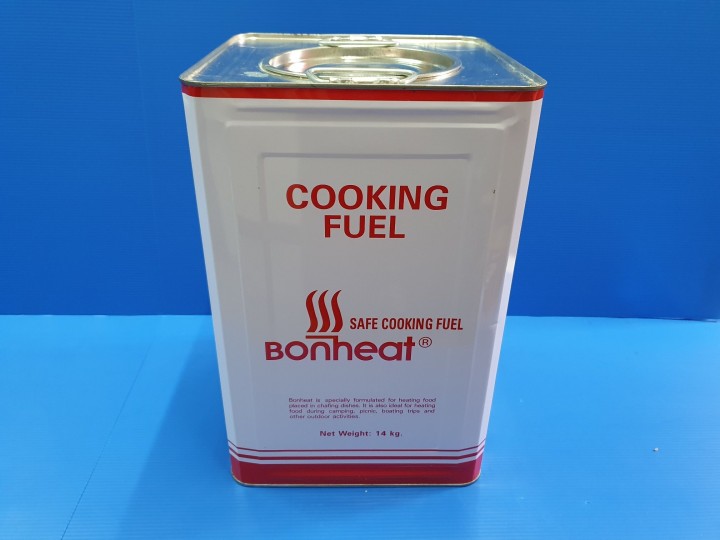 COOKING
FUEL
SAFE COOKING FUEL
Bonheat®
Bonheat is specially formulated for heating food
placed in chafing dishes. It is also ideal for heating
food during camping, picnic, boating trips and
other outdoor activities.
Net Weight: 14 kg.